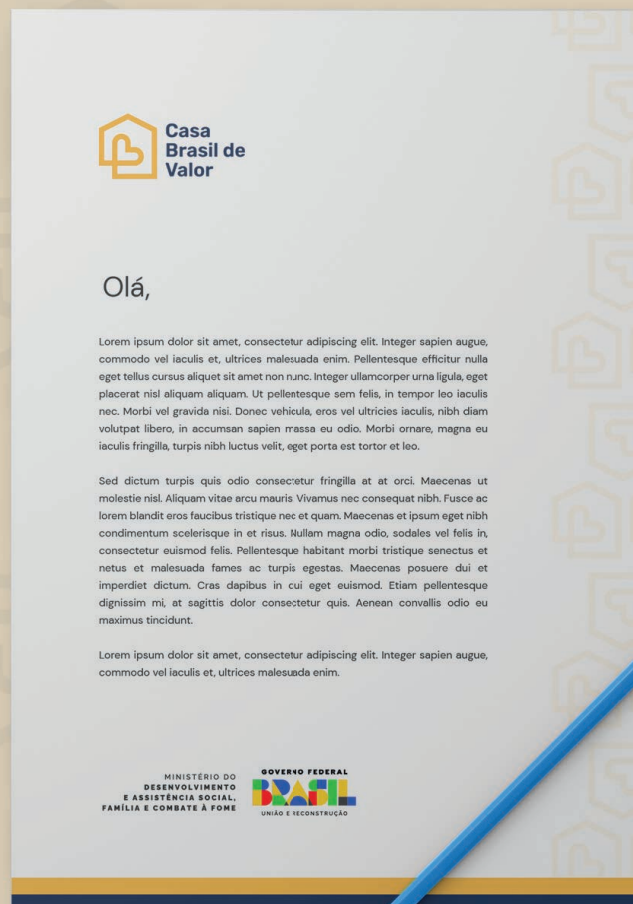 Casa
Brasil de
Valor
Olá,
Lorem ipsum dolor sit amet, consectetur adipiscing elit. Integer sapien augue,
commodo vel iaculis et, ultrices malesuada enim. Pellentesque efficitur nulla
eget tellus cursus aliquet sit amet non nunc. Integer ullamcorper urna ligula, eget
placerat nisl aliquam aliquam. Ut pellentesque sem felis, in tempor leo iaculis
nec. Morbi vel gravida nisi. Donec vehicula, eros vel ultricies iaculis, nibh diam
volutpat libero, in accumsan sapien massa eu odio. Morbi ornare, magna eu
iaculis fringilla, turpis nibh luctus velit, eget porta est tortor et leo.
Sed dictum turpis quis odio consectetur fringilla at at orci. Maecenas ut
molestie nisl. Aliquam vitae arcu mauris Vivamus nec consequat nibh. Fusce ac
lorem blandit eros faucibus tristique nec et quam. Maecenas et ipsum eget nibh
condimentum scelerisque in et risus. Nullam magna odio, sodales vel felis in,
consectetur euismod felis. Pellentesque habitant morbi tristique senectus et
netus et malesuada fames ac turpis egestas. Maecenas posuere dui et
imperdiet dictum. Cras dapibus in cui eget euismod. Etiam pellentesque
dignissim mi, at sagittis dolor consectetur quis. Aenean convallis odio eu
maximus tincidunt.
Lorem ipsum dolor sit amet, consectetur adipiscing elit. Integer sapien augue,
commodo vel iaculis et, ultrices malesuada enim.
MINISTÉRIO DO
DESENVOLVIMENTO
E ASSISTÊNCIA SOCIAL,
FAMÍLIA E COMBATE À FOME
GOVERNO FEDERAL
BRASIL
UNIÃO E RECONSTRUÇÃO